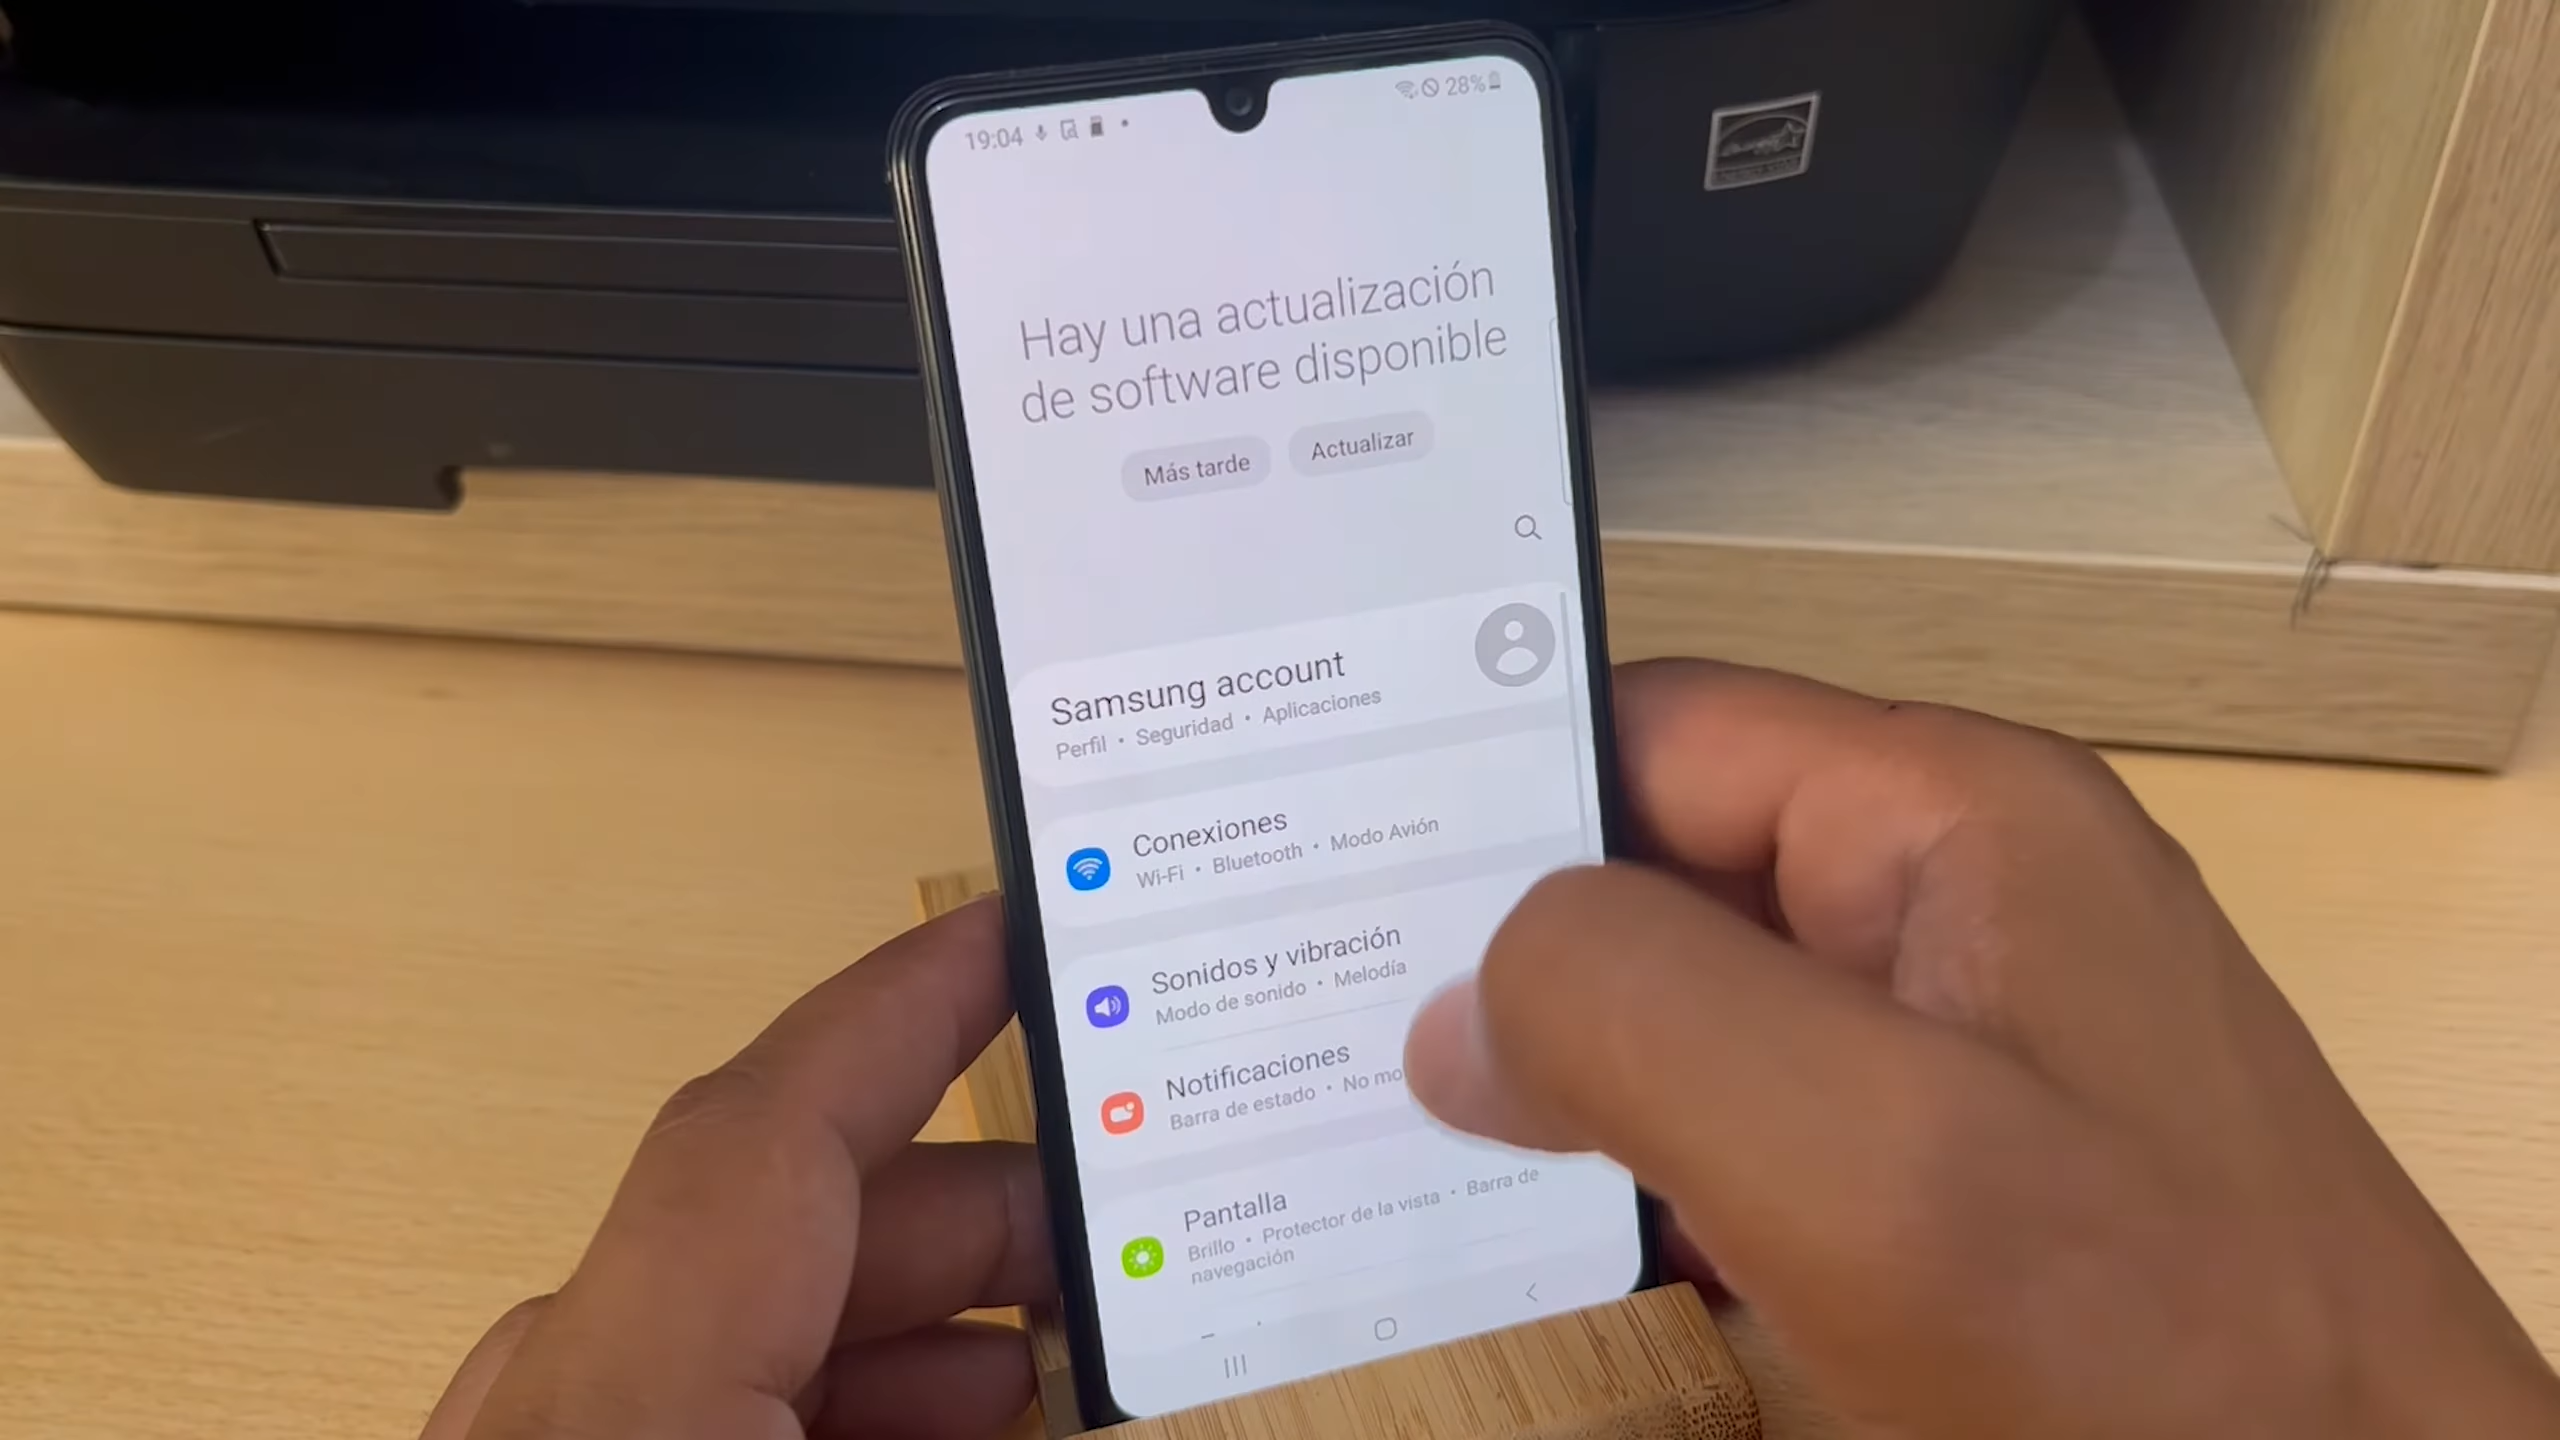 19:04
28%
Hay una actualización
de software disponible
Más tarde
Actualizar
Samsung account
Perfil • Seguridad • Aplicaciones
Conexiones
Wi-Fi • Bluetooth • Modo Avión
Sonidos y vibración
Modo de sonido • Melodía
Notificaciones
Barra de estado • No mo
Pantalla
Brillo • Protector de la vista • Barra de
navegación